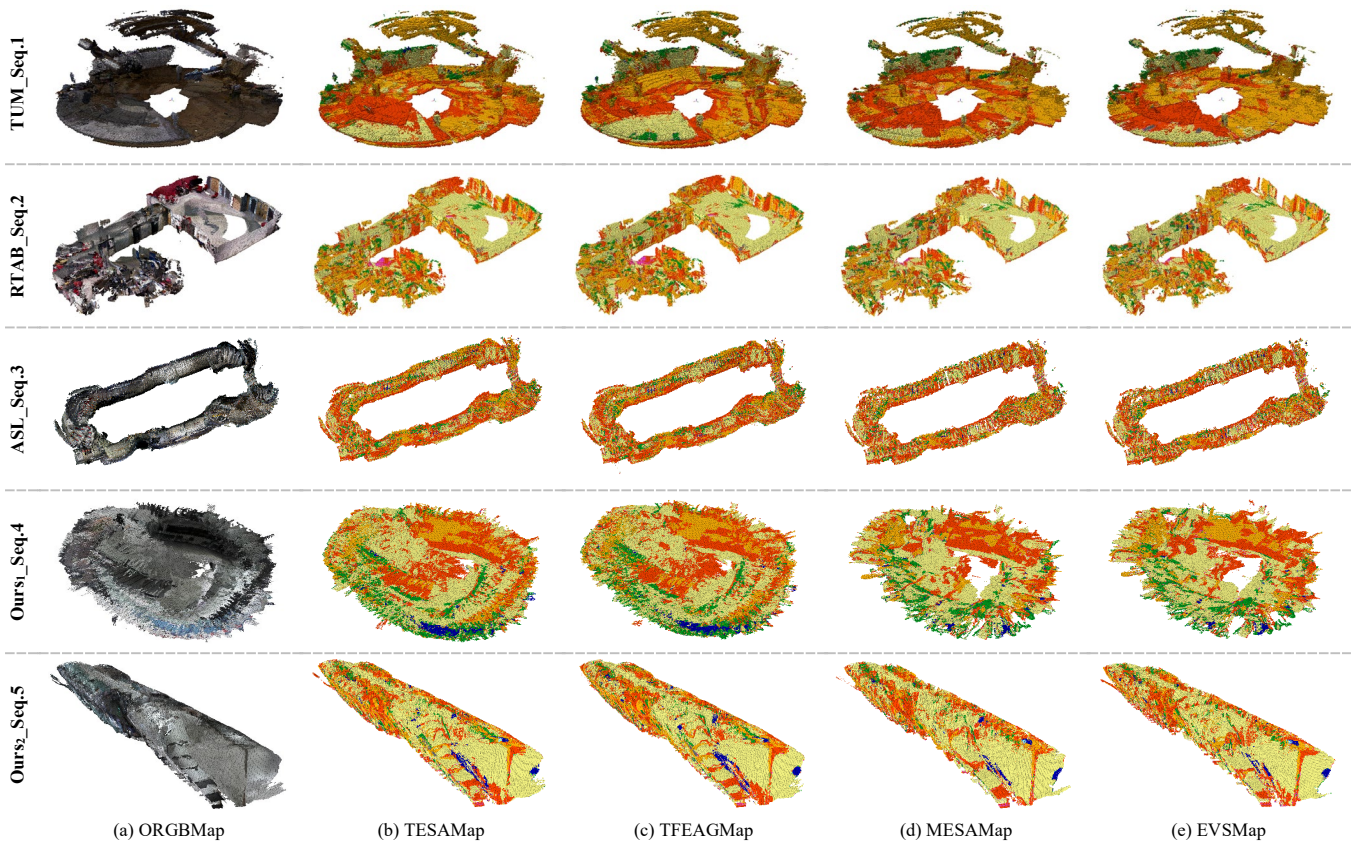 TUM_Seq.1
RTAB_Seq.2
ASL_Seq.3
Ours₁_Seq.4
Ours₂_Seq.5
(a) ORGBMap
(b) TESAMap
(c) TFEAGMap
(d) MESAMap
(e) EVSMap